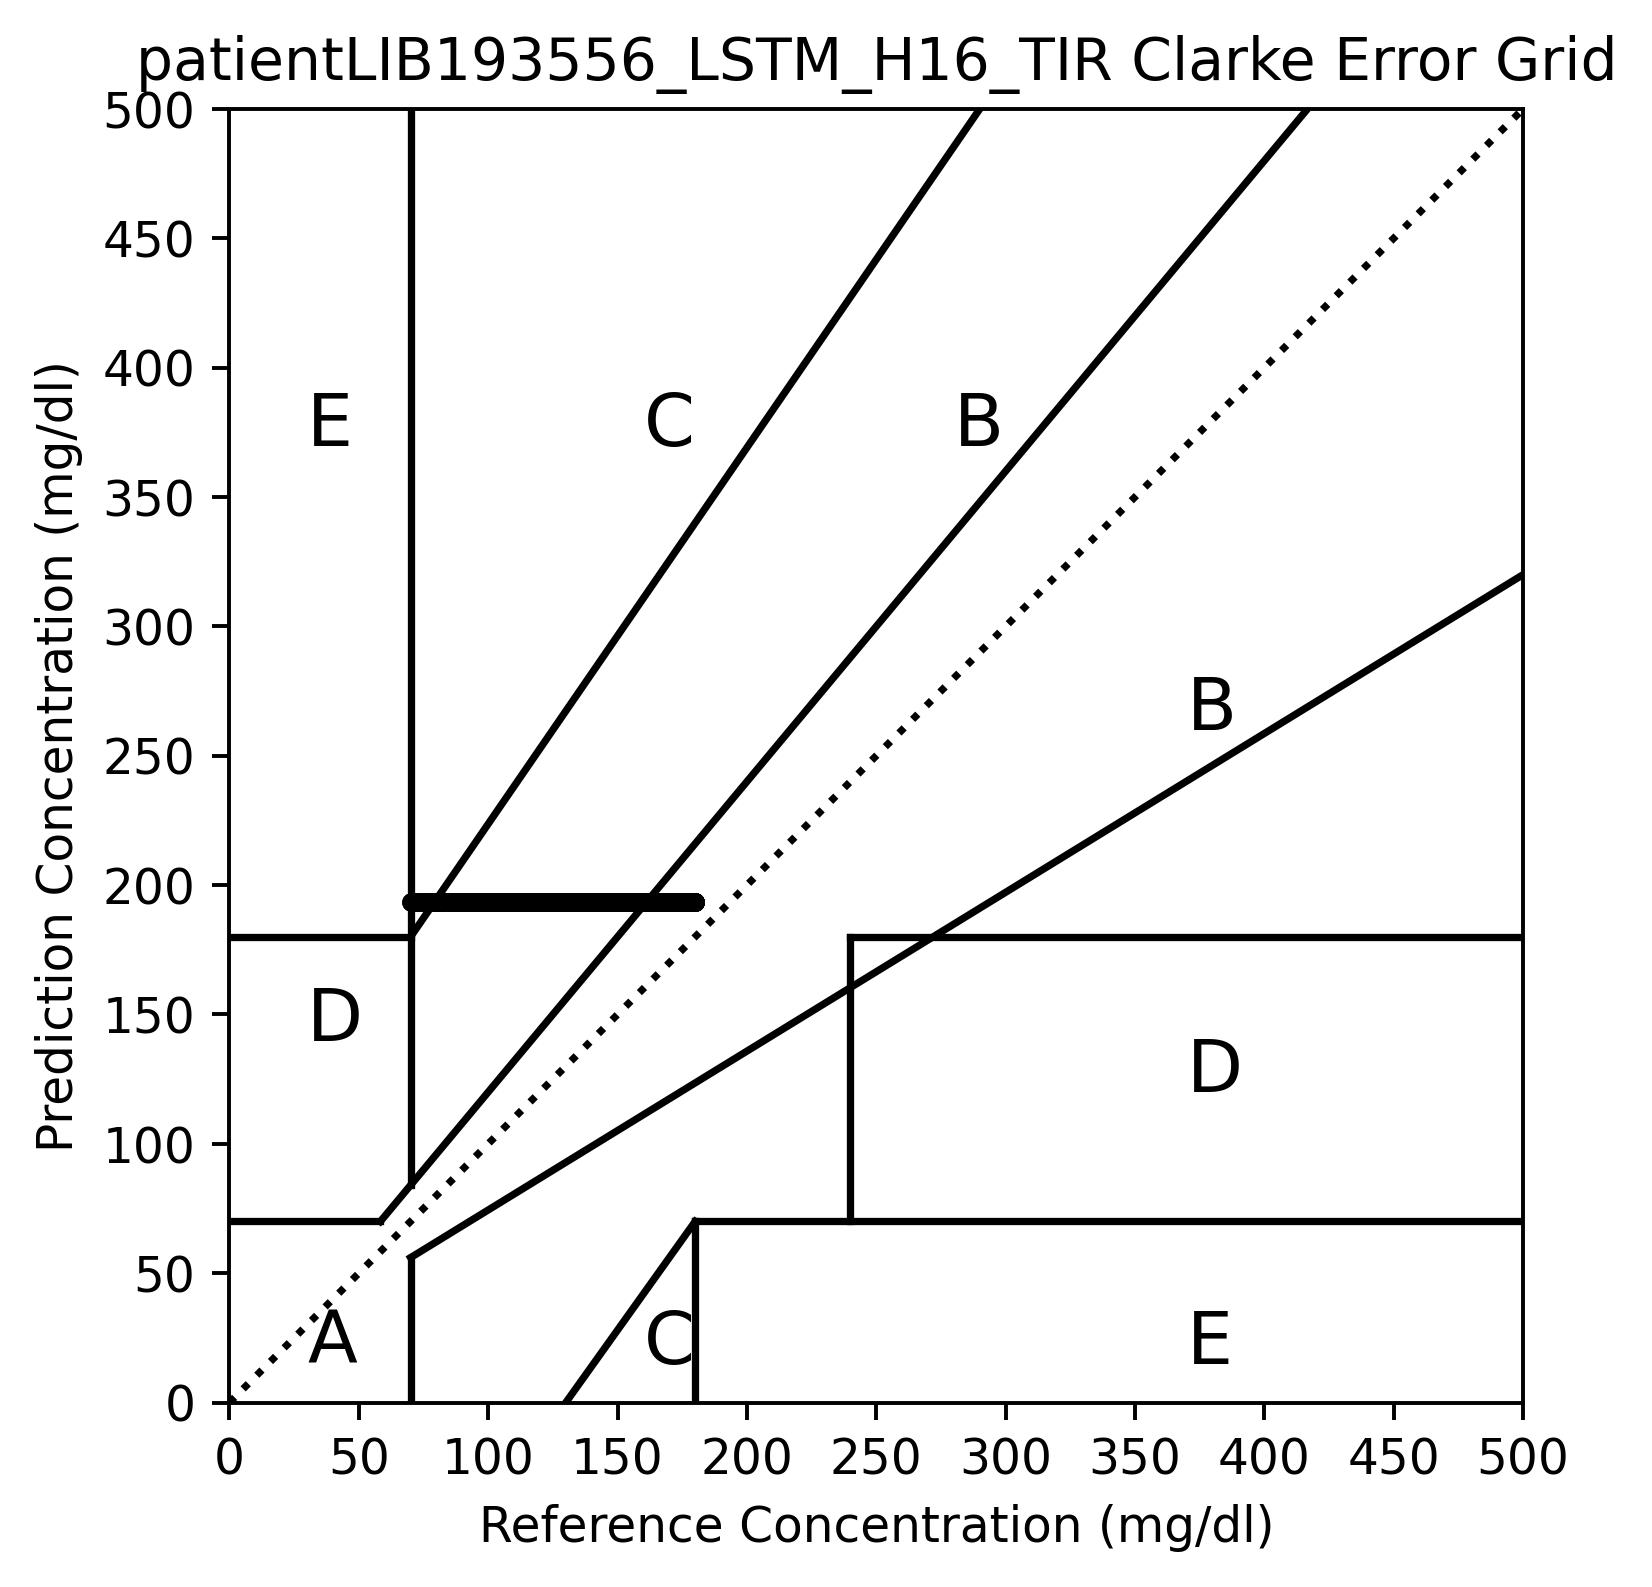 patientLIB193556_LSTM_H16_TIR Clarke Error Grid
500
450
400
350
300
250
200
150
100
50
0
Prediction Concentration (mg/dl)
E
C
B
B
D
D
A
C
E
0 50 100 150 200 250 300 350 400 450 500
Reference Concentration (mg/dl)